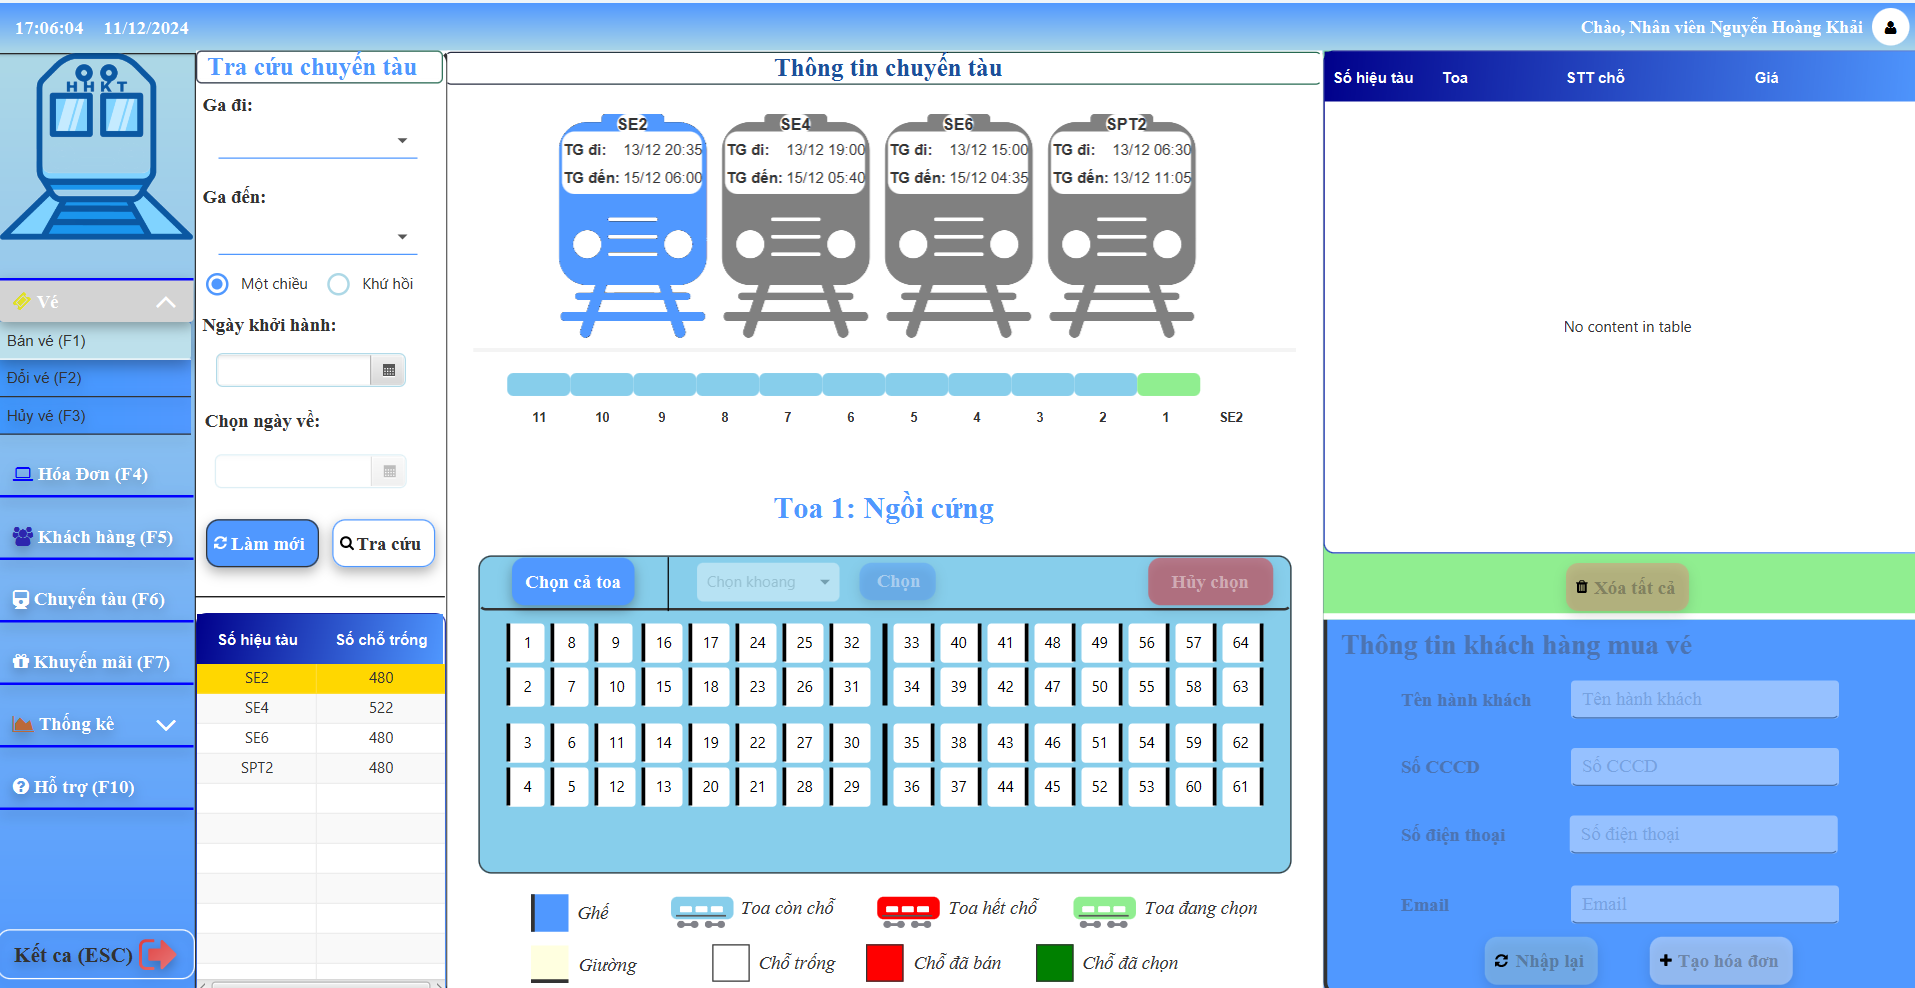 17:06:04 11/12/2024
Chào, Nhân viên Nguyễn Hoàng Khải
HHKT
Vé
Bán vé (F1)
Đổi vé (F2)
Hủy vé (F3)
Hóa Đơn (F4)
Khách hàng (F5)
Chuyến tàu (F6)
Khuyến mãi (F7)
Thống kê
Hỗ trợ (F10)
Kết ca (ESC)
Tra cứu chuyến tàu
Ga đi:
Ga đến:
Một chiều Khứ hồi
Ngày khởi hành:
Chọn ngày về:
Làm mới Tra cứu
Số hiệu tàu Số chỗ trống
SE2 480
SE4 522
SE6 480
SPT2 480
Thông tin chuyến tàu
SE2 SE4 SE6 SPT2
TG đi: 13/12 20:35 TG đi: 13/12 19:00 TG đi: 13/12 15:00 TG đi: 13/12 06:30
TG đến: 15/12 06:00 TG đến: 15/12 05:40 TG đến: 15/12 04:35 TG đến: 13/12 11:05
11 10 9 8 7 6 5 4 3 2 1 SE2
Toa 1: Ngồi cứng
Chọn cả toa Chọn khoang Chọn Hủy chọn
1 8 9 16 17 24 25 32 33 40 41 48 49 56 57 64
2 7 10 15 18 23 26 31 34 39 42 47 50 55 58 63
3 6 11 14 19 22 27 30 35 38 43 46 51 54 59 62
4 5 12 13 20 21 28 29 36 37 44 45 52 53 60 61
Ghế Toa còn chỗ Toa hết chỗ Toa đang chọn
Giường Chỗ trống Chỗ đã bán Chỗ đã chọn
Số hiệu tàu Toa STT chỗ Giá
No content in table
Xóa tất cả
Thông tin khách hàng mua vé
Tên hành khách Tên hành khách
Số CCCD Số CCCD
Số điện thoại Số điện thoại
Email Email
Nhập lại Tạo hóa đơn